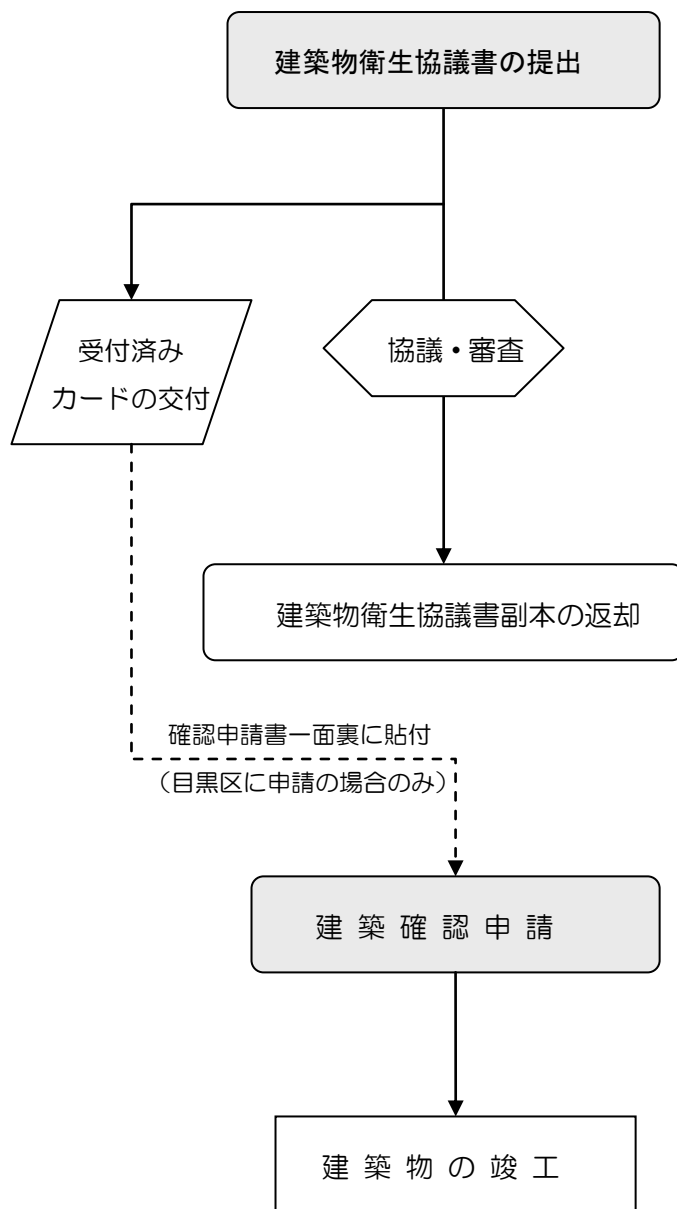 建築物衛生協議書の提出
受付済み
カードの交付
協議・審査
建築物衛生協議書副本の返却
確認申請書一面裏に貼付
（目黒区に申請の場合のみ）
建 築 確 認 申 請
建 築 物 の 竣 工